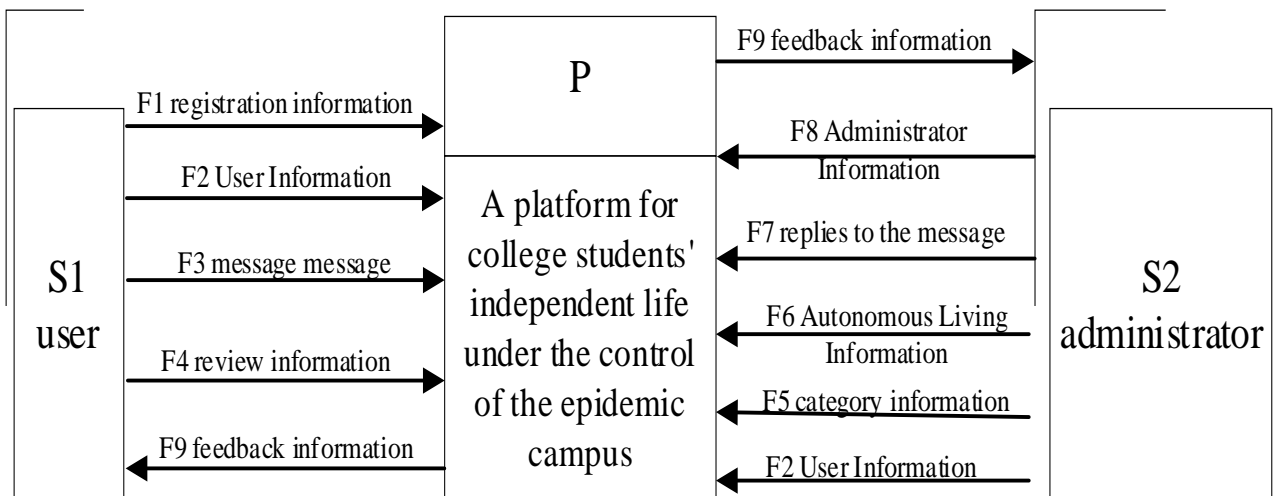 F1 registration information
F2 User Information
F3 message message
S1
user
F4 review information
F9 feedback information
P
A platform for
college students'
independent life
under the control
of the epidemic
campus
F9 feedback information
F8 Administrator
Information
F7 replies to the message
F6 Autonomous Living
Information
F5 category information
F2 User Information
S2
administrator